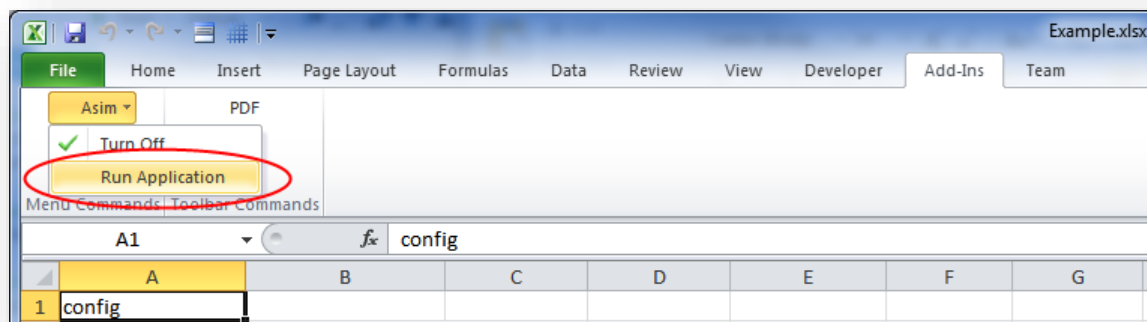 Example.xlsx
File Home Insert Page Layout Formulas Data Review View Developer Add-Ins Team
Asim PDF
Turn Off
Run Application
Menu Commands Toolbar Commands
A1 fx config
A B C D E F G
1 config